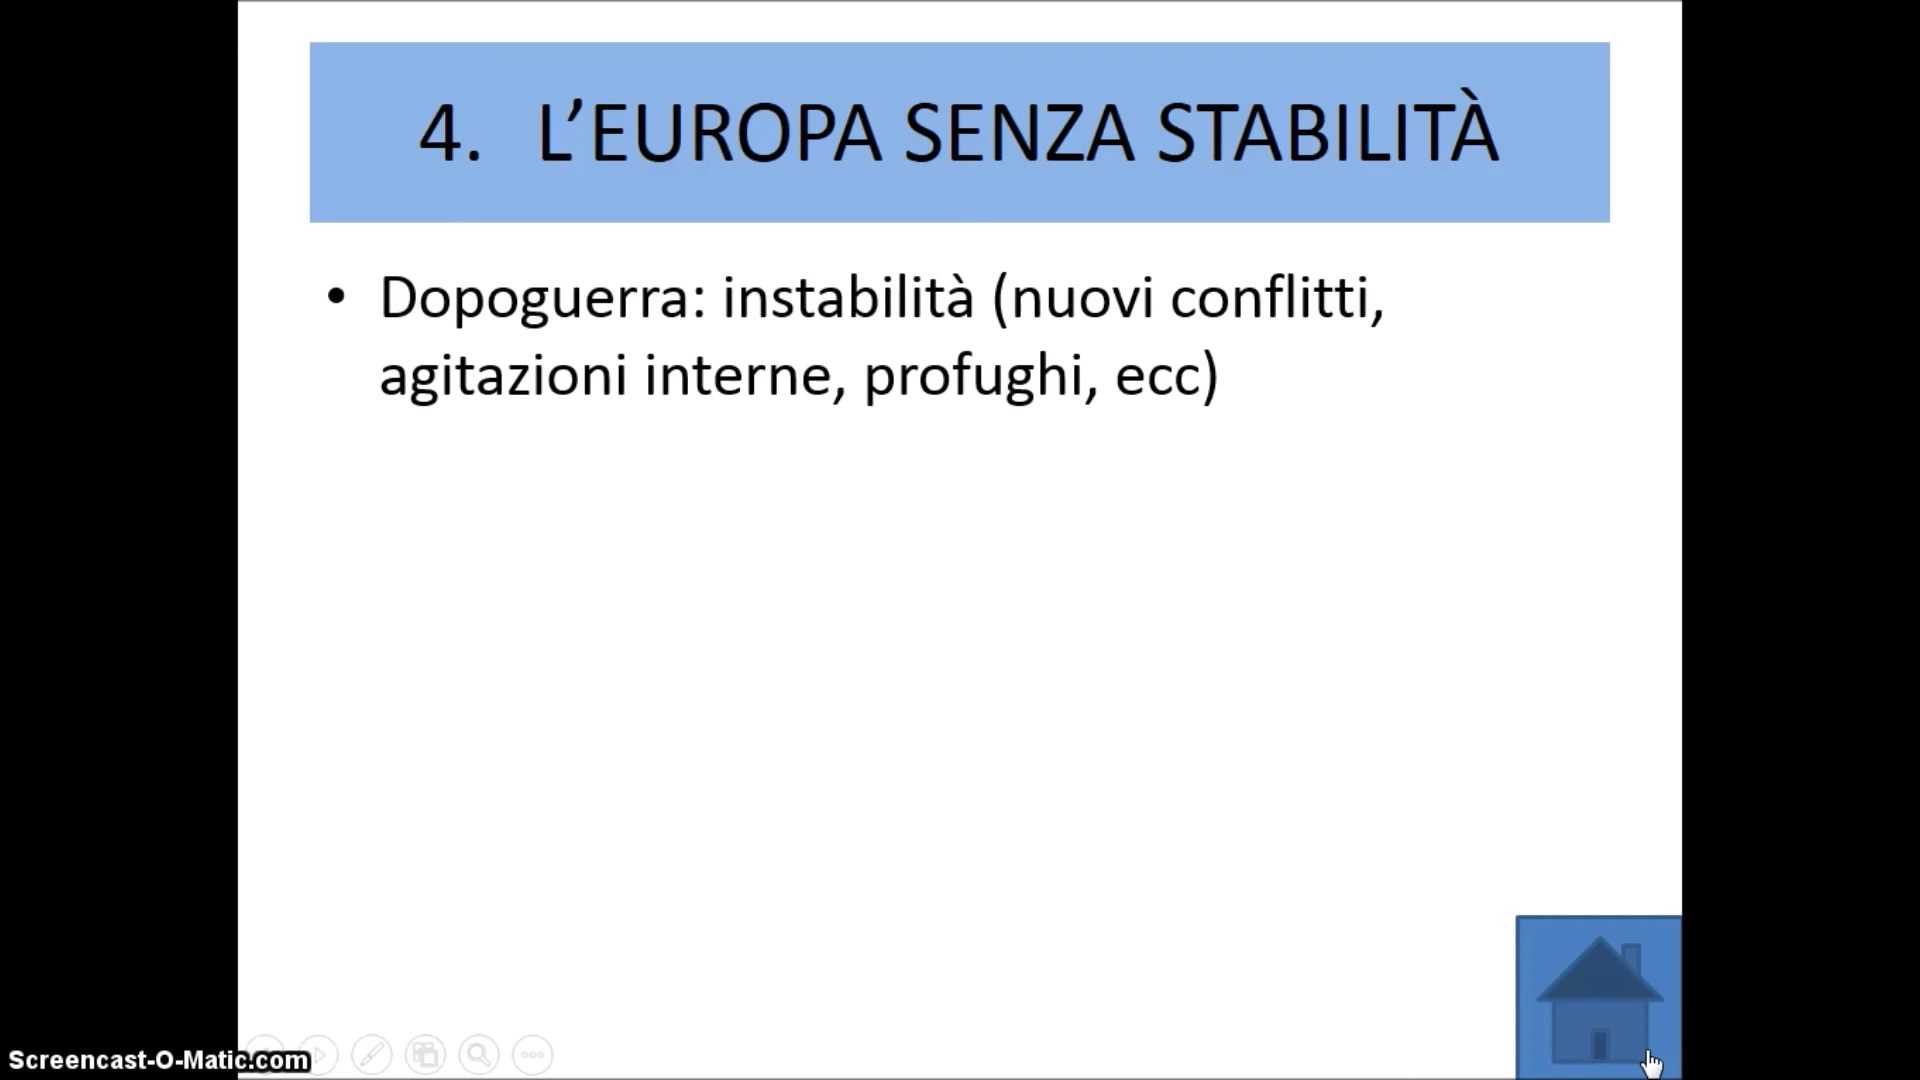 4. L’EUROPA SENZA STABILITÀ
• Dopoguerra: instabilità (nuovi conflitti,
agitazioni interne, profughi, ecc)
Screencast-O-Matic.com